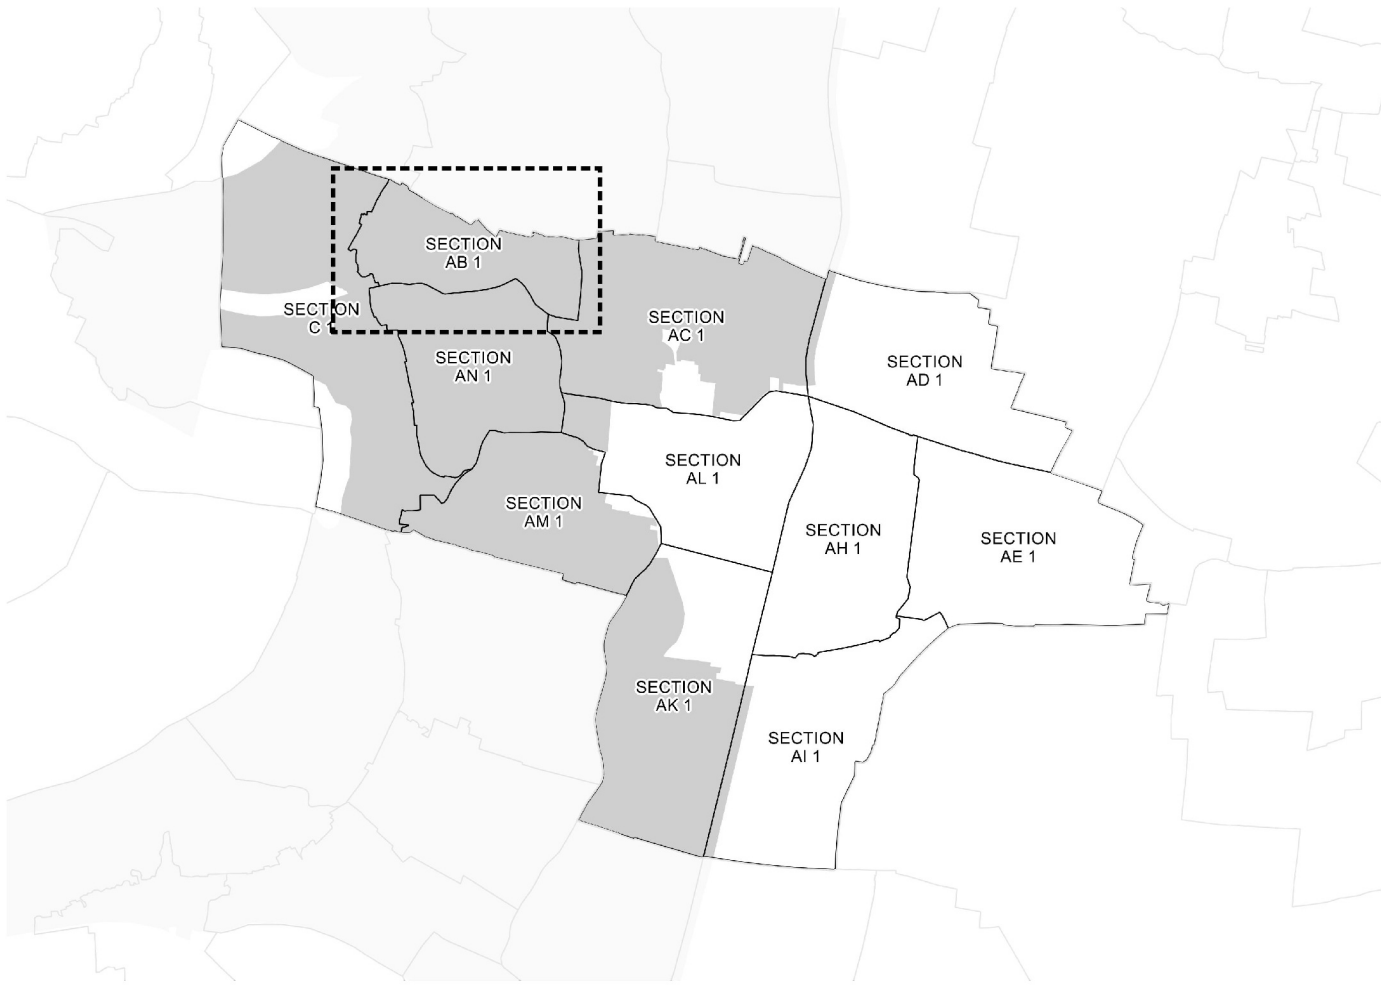 SECTION
AB 1
SECTION
C 1
SECTION
AC 1
SECTION
AN 1
SECTION
AD 1
SECTION
AL 1
SECTION
AM 1
SECTION
AH 1
SECTION
AE 1
SECTION
AK 1
SECTION
AI 1